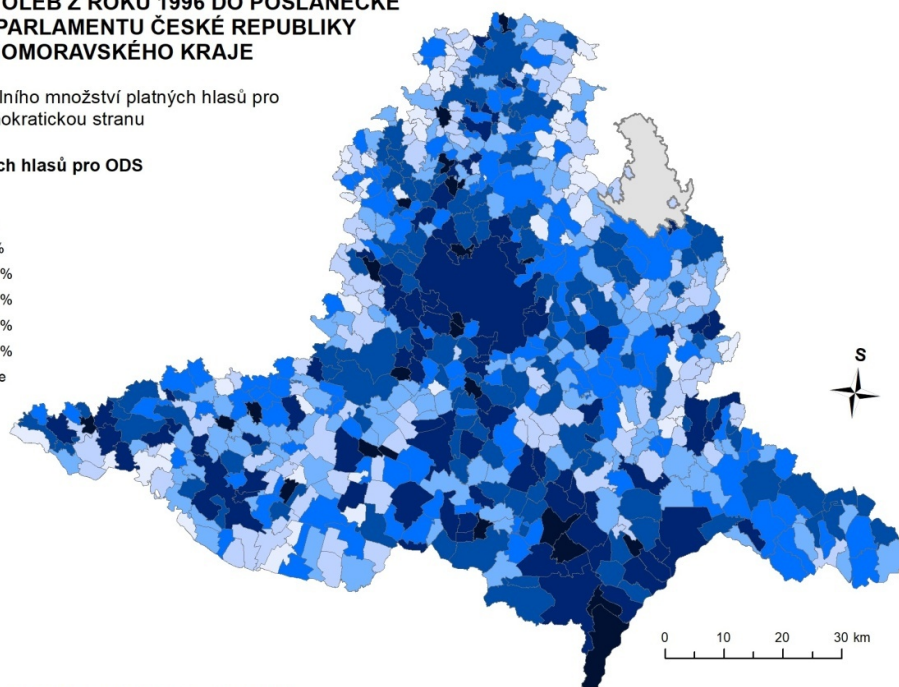 OLEB Z ROKU 1996 DO POSLANECKÉ
PARLAMENTU ČESKÉ REPUBLIKY
OMORAVSKÉHO KRAJE
lního množství platných hlasů pro
okratickou stranu
ch hlasů pro ODS
%
%
%
%
%
e
S
0 10 20 30 km